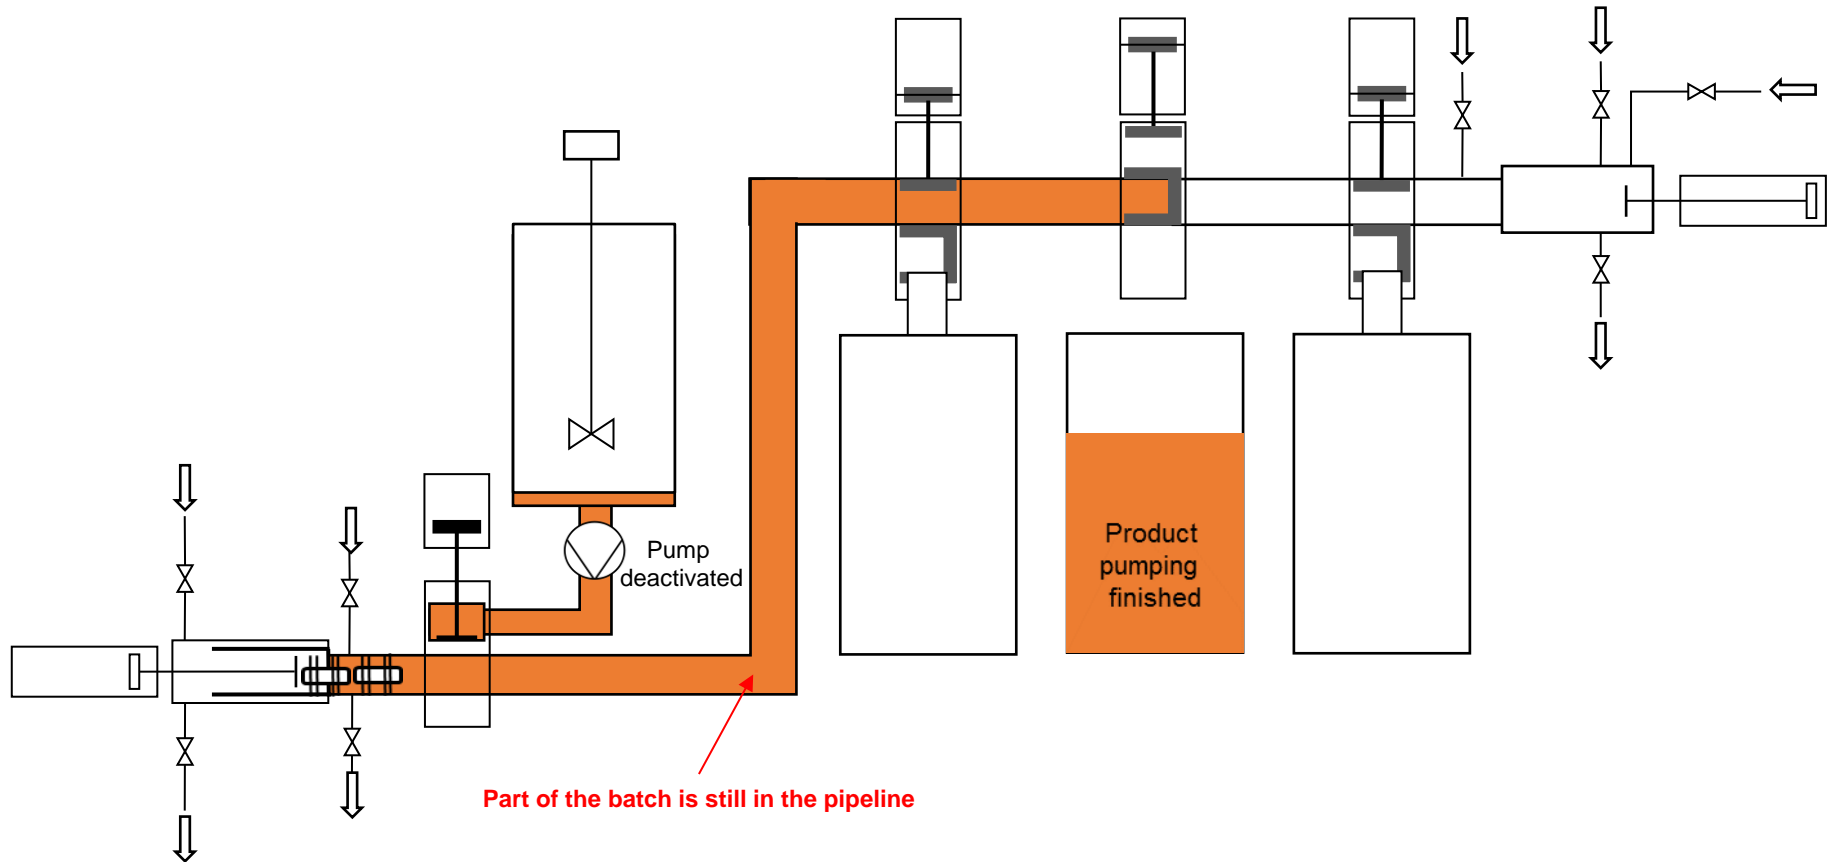 Pump
deactivated
Product
pumping
finished
Part of the batch is still in the pipeline